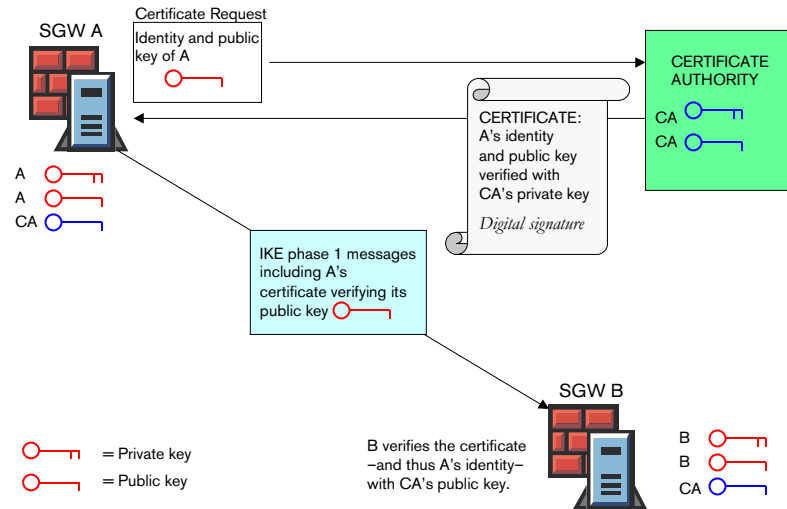 Certificate Request
SGW A
Identity and public
key of A
CERTIFICATE
AUTHORITY
CA
CA
CERTIFICATE:
A's identity
and public key
verified with
CA's private key
Digital signature
A
A
CA
IKE phase 1 messages
including A's
certificate verifying its
public key
SGW B
B verifies the certificate
–and thus A's identity–
with CA's public key.
B
B
CA
= Private key
= Public key